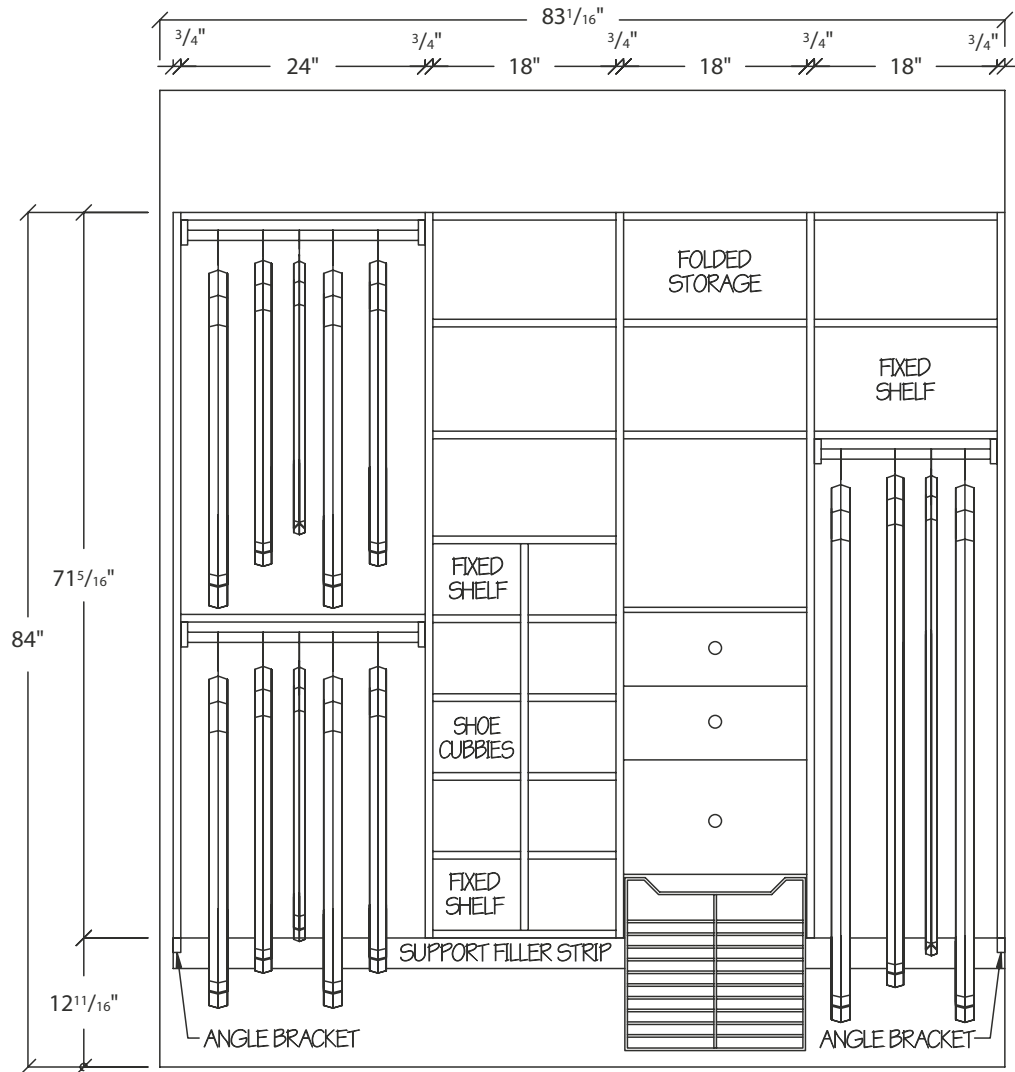 83 1/16"
3/4"
3/4"
3/4"
3/4"
3/4"
24"
18"
18"
18"
FOLDED
STORAGE
FIXED
SHELF
FIXED
SHELF
71 5/16"
84"
SHOE
CUBBIES
FIXED
SHELF
SUPPORT FILLER STRIP
12 11/16"
ANGLE BRACKET
ANGLE BRACKET